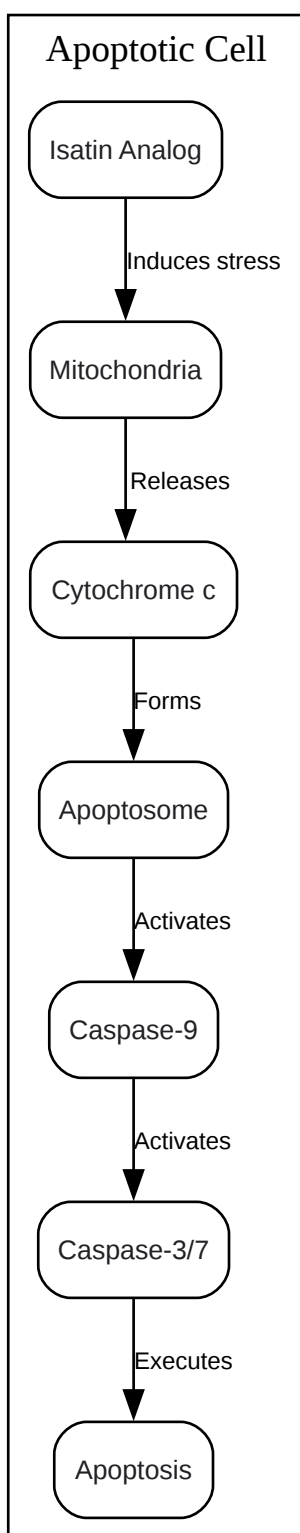 Apoptotic Cell
Isatin Analog
Induces stress
Mitochondria
Releases
Cytochrome c
Forms
Apoptosome
Activates
Caspase-9
Activates
Caspase-3/7
Executes
Apoptosis